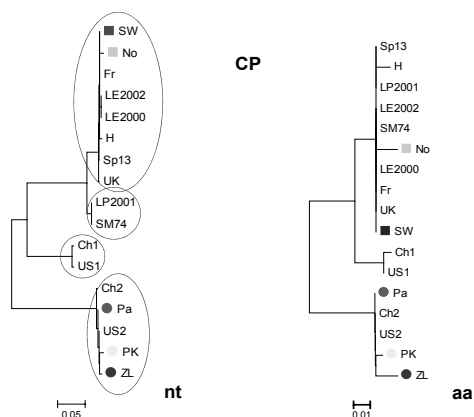 SW
No
Fr
LE2002
LE2000
H
Sp13
UK
LP2001
SM74
Ch1
US1
Ch2
Pa
US2
PK
ZL
0.05
nt
CP
Sp13
H
LP2001
LE2002
SM74
No
LE2000
Fr
UK
SW
Ch1
US1
Pa
Ch2
US2
PK
ZL
0.01
aa